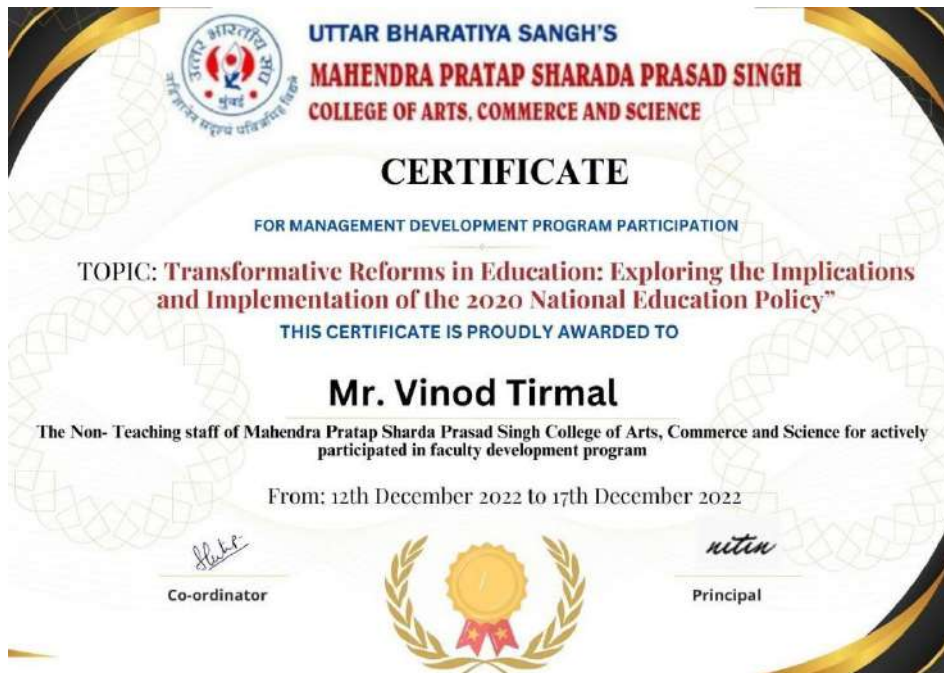 उत्तर भारतीय संघ
मुंबई
UTTAR BHARATIYA SANGH'S
MAHENDRA PRATAP SHARADA PRASAD SINGH
COLLEGE OF ARTS, COMMERCE AND SCIENCE
CERTIFICATE
FOR MANAGEMENT DEVELOPMENT PROGRAM PARTICIPATION
TOPIC: Transformative Reforms in Education: Exploring the Implications
and Implementation of the 2020 National Education Policy”
THIS CERTIFICATE IS PROUDLY AWARDED TO
Mr. Vinod Tirmal
The Non- Teaching staff of Mahendra Pratap Sharda Prasad Singh College of Arts, Commerce and Science for actively
participated in faculty development program
From: 12th December 2022 to 17th December 2022
nitin
Co-ordinator
Principal